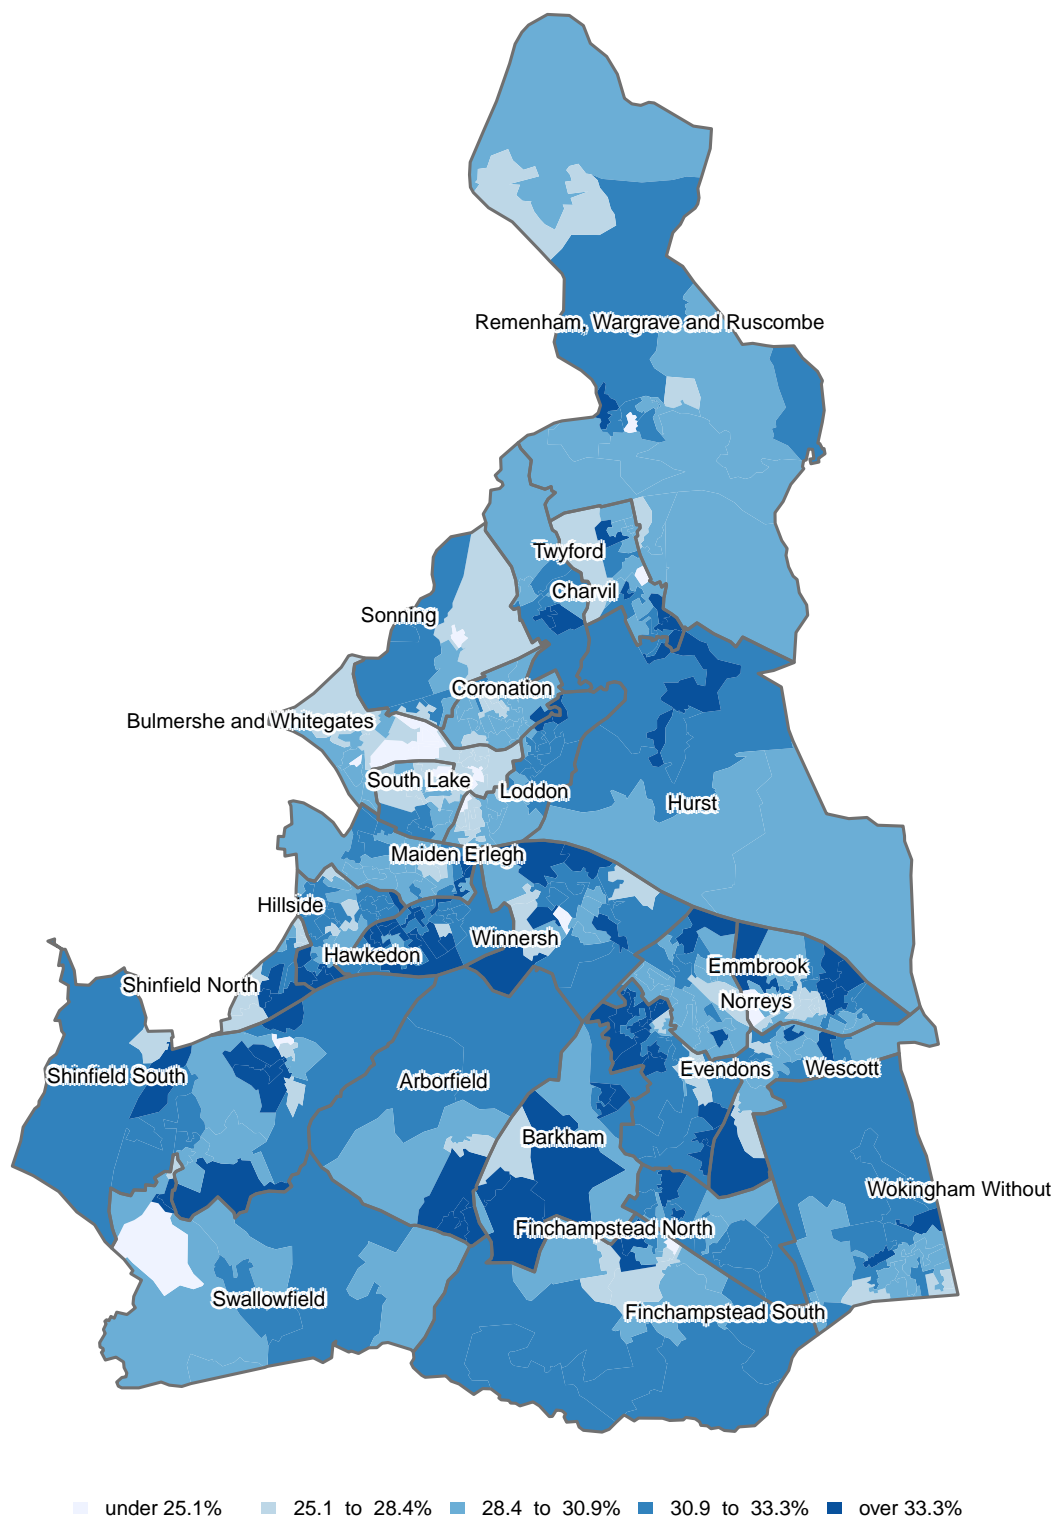 Remenham, Wargrave and Ruscombe
Twyford
Charvil
Sonning
Coronation
Bulmershe and Whitegates
South Lake
Loddon
Hurst
Maiden Erlegh
Hillside
Winnersh
Hawkedon
Emmbrook
Shinfield North
Norreys
Shinfield South
Arborfield
Evendons
Wescott
Barkham
Wokingham Without
Finchampstead North
Swallowfield
Finchampstead South
under 25.1% 25.1 to 28.4% 28.4 to 30.9% 30.9 to 33.3% over 33.3%